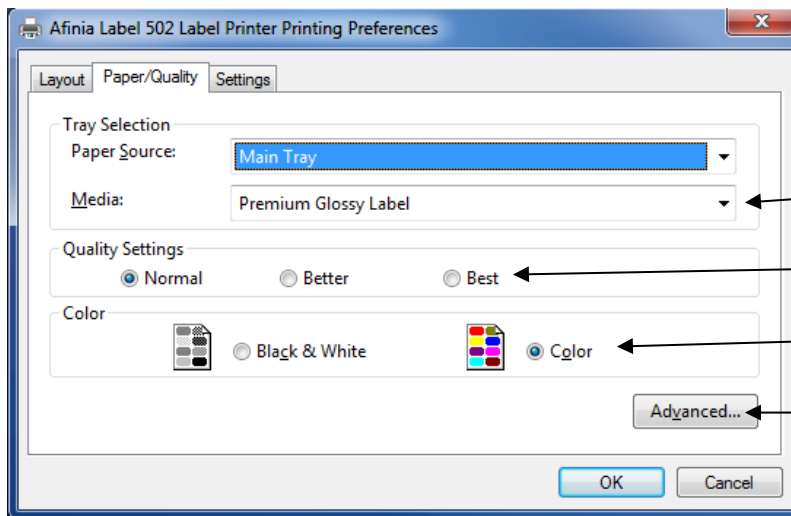 Afinia Label 502 Label Printer Printing Preferences
Layout Paper/Quality Settings
Tray Selection
Paper Source: Main Tray
Media: Premium Glossy Label
Quality Settings
Normal Better Best
Color
Black & White Color
Advanced...
OK Cancel